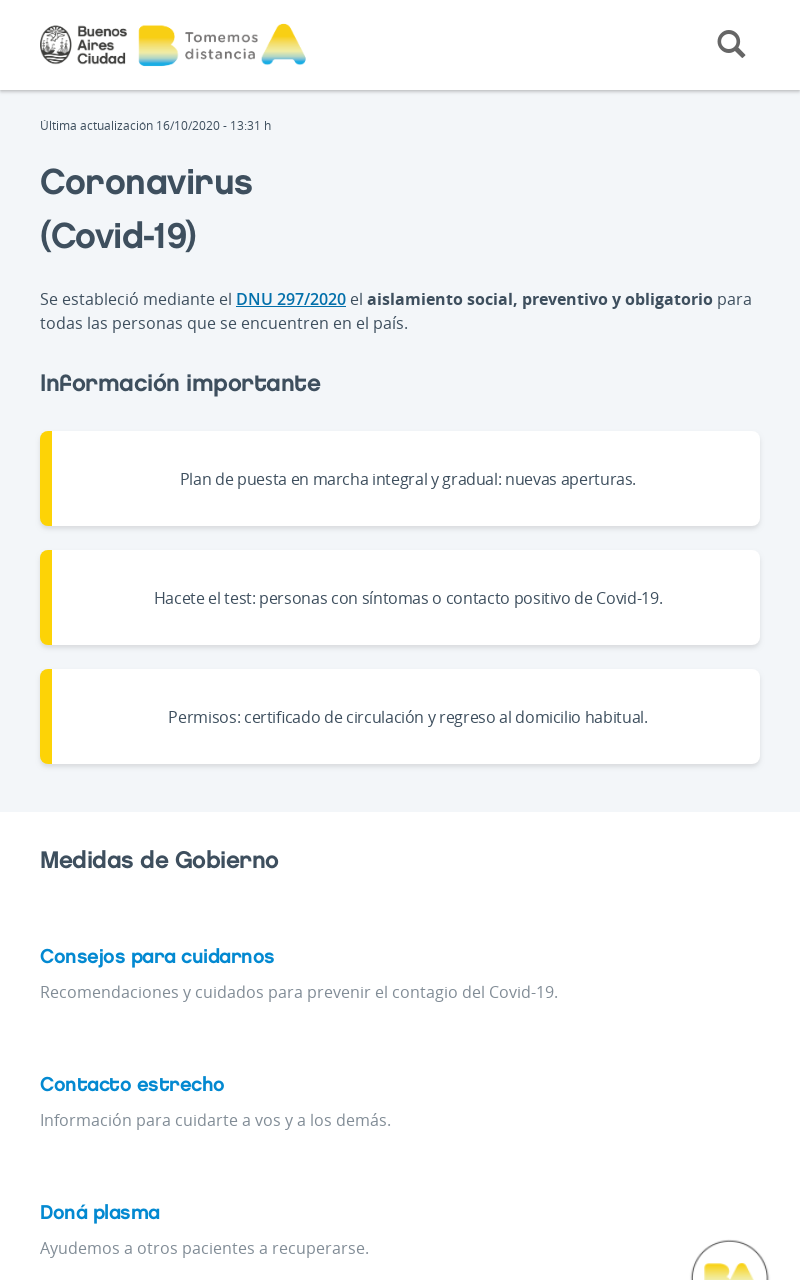 Buenos
Aires
Ciudad
BA Tomemos
distancia
Última actualización 16/10/2020 - 13:31 h
Coronavirus
(Covid-19)
Se estableció mediante el DNU 297/2020 el aislamiento social, preventivo y obligatorio para
todas las personas que se encuentren en el país.
Información importante
Plan de puesta en marcha integral y gradual: nuevas aperturas.
Hacete el test: personas con síntomas o contacto positivo de Covid-19.
Permisos: certificado de circulación y regreso al domicilio habitual.
Medidas de Gobierno
Consejos para cuidarnos
Recomendaciones y cuidados para prevenir el contagio del Covid-19.
Contacto estrecho
Información para cuidarte a vos y a los demás.
Doná plasma
Ayudemos a otros pacientes a recuperarse.
BA